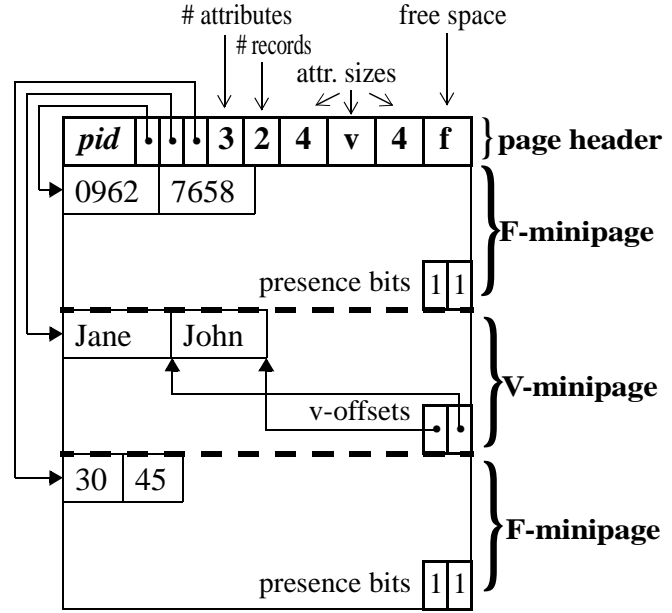 # attributes
free space
# records
attr. sizes
pid 3 2 4 v 4 f
page header
0962 7658
F-minipage
presence bits 1 1
Jane John
V-minipage
v-offsets
30 45
F-minipage
presence bits 1 1